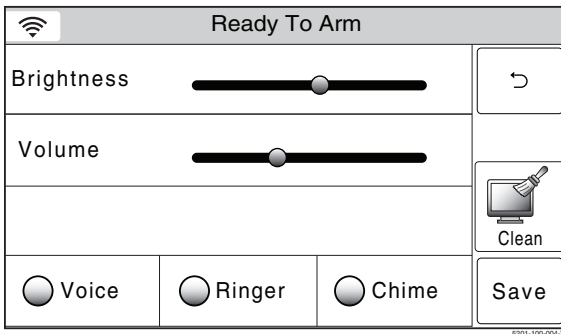 Ready To Arm
Brightness
Volume
Clean
Voice
Ringer
Chime
Save